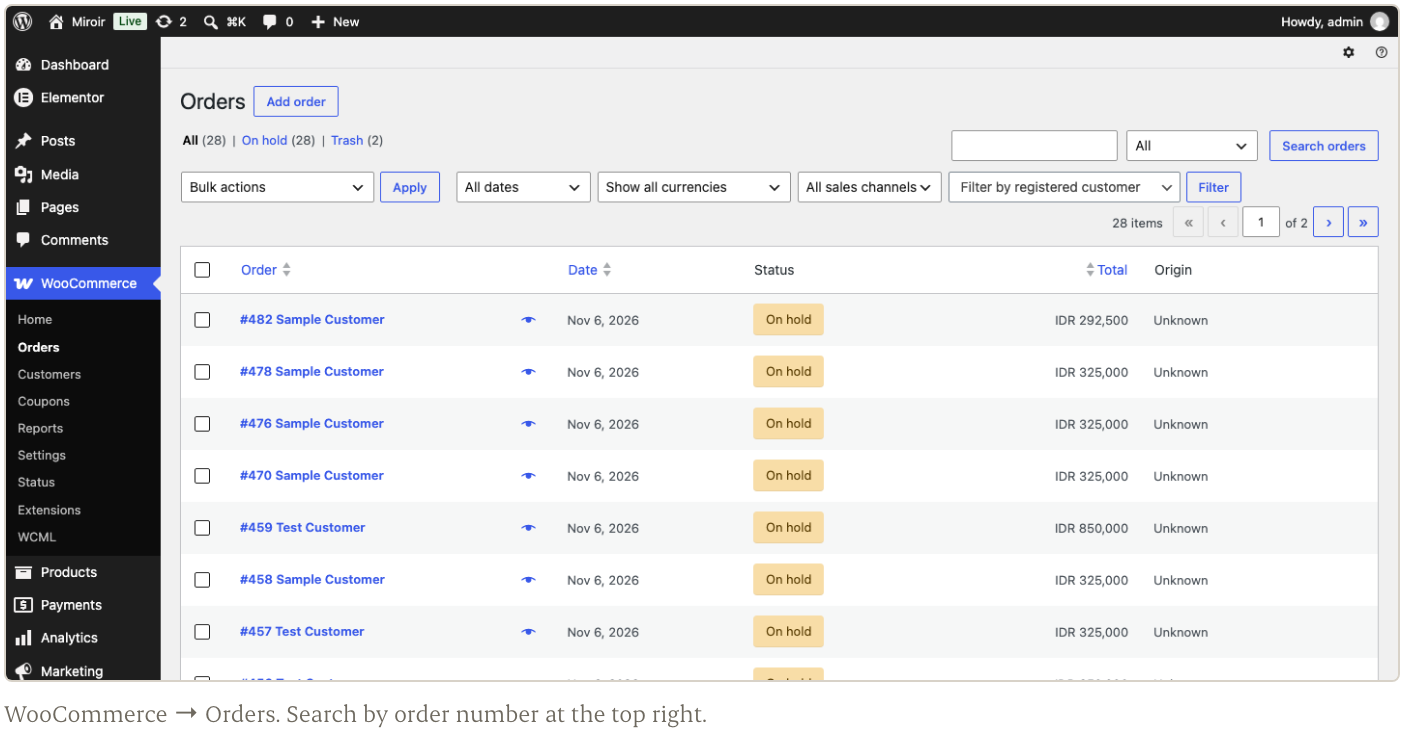 Miroir Live 2 ⌘K 0 New Howdy, admin
Dashboard
Elementor
Posts
Media
Pages
Comments
WooCommerce
Home
Orders
Customers
Coupons
Reports
Settings
Status
Extensions
WCML
Products
Payments
Analytics
Marketing
Orders Add order
All (28) | On hold (28) | Trash (2)
All Search orders
Bulk actions Apply All dates Show all currencies All sales channels Filter by registered customer Filter
28 items « ‹ 1 of 2 › »
Order Date Status Total Origin
#482 Sample Customer Nov 6, 2026 On hold IDR 292,500 Unknown
#478 Sample Customer Nov 6, 2026 On hold IDR 325,000 Unknown
#476 Sample Customer Nov 6, 2026 On hold IDR 325,000 Unknown
#470 Sample Customer Nov 6, 2026 On hold IDR 325,000 Unknown
#459 Test Customer Nov 6, 2026 On hold IDR 850,000 Unknown
#458 Sample Customer Nov 6, 2026 On hold IDR 325,000 Unknown
#457 Test Customer Nov 6, 2026 On hold IDR 325,000 Unknown
WooCommerce → Orders. Search by order number at the top right.